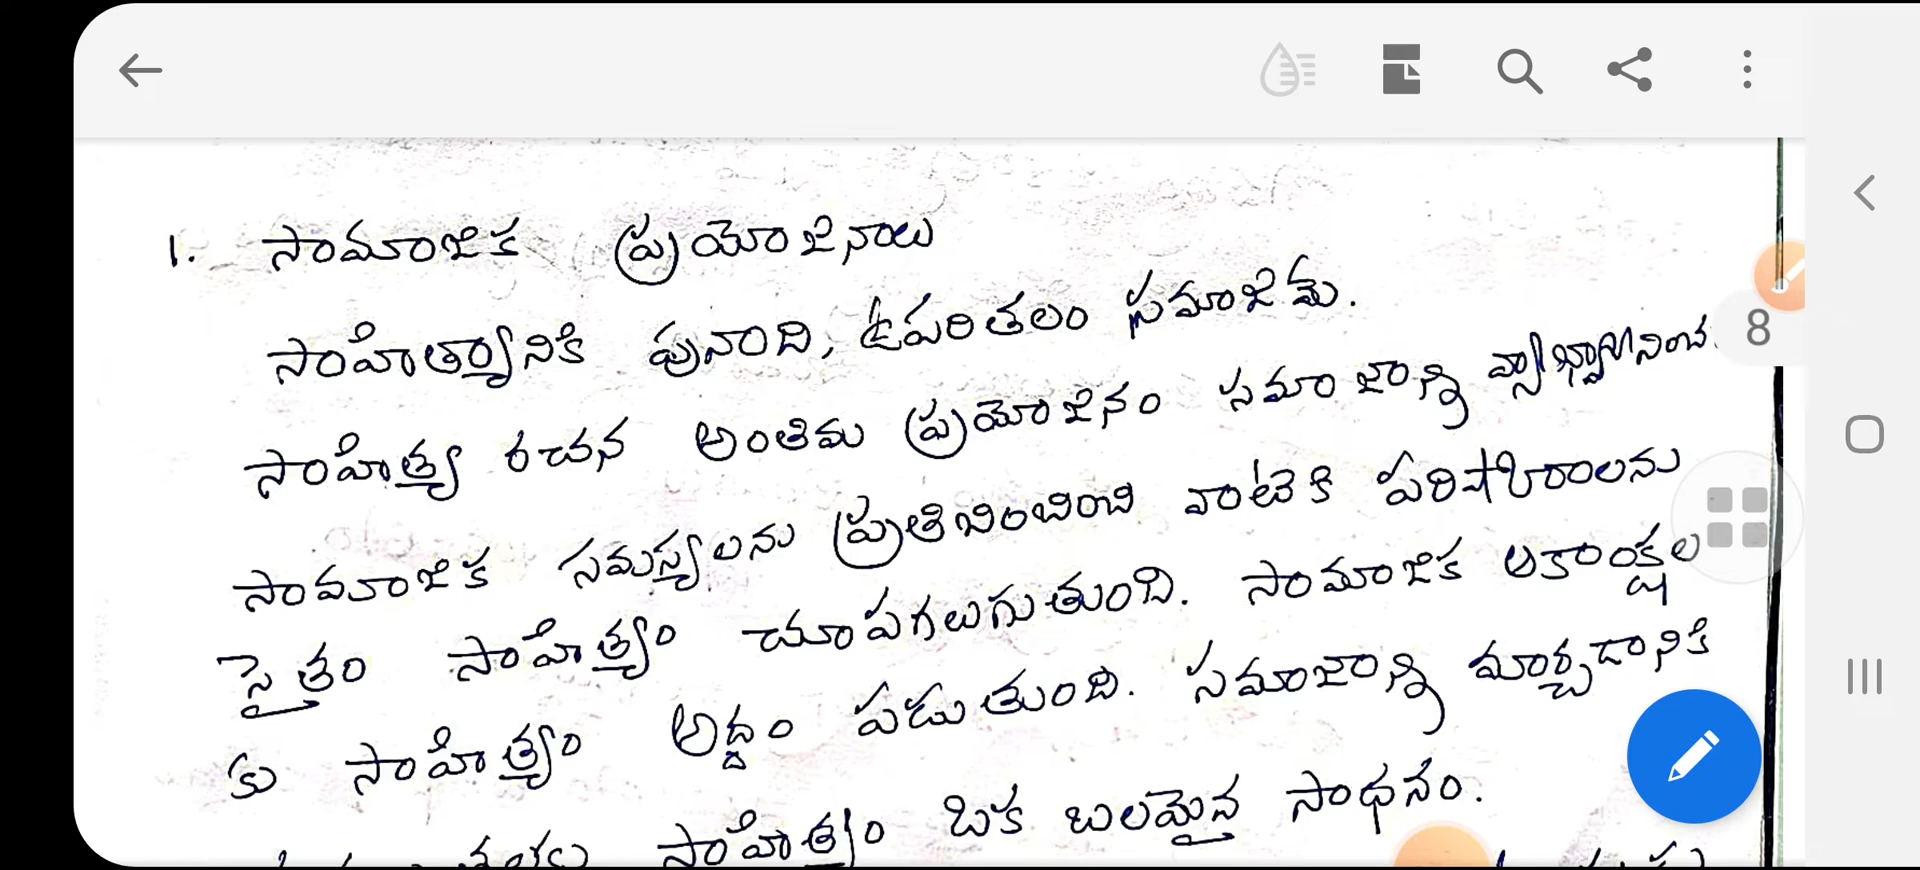 1. సామాజిక ప్రయోజనాలు
సాహిత్యానికి పునాది, ఉపరితలం సమాజమే.
సాహిత్య రచన అంతిమ ప్రయోజనం సమాజాన్ని
8
సామాజిక సమస్యలను ప్రతిబింబించి వాటికి పరిష్కారాలను
సైతం సాహిత్యం చూపగలుగుతుంది. సామాజిక ఆకాంక్షల
కు సాహిత్యం అద్దం పడుతుంది. సమాజాన్ని మార్చడానికి
సాహిత్యం ఒక బలమైన సాధనం.